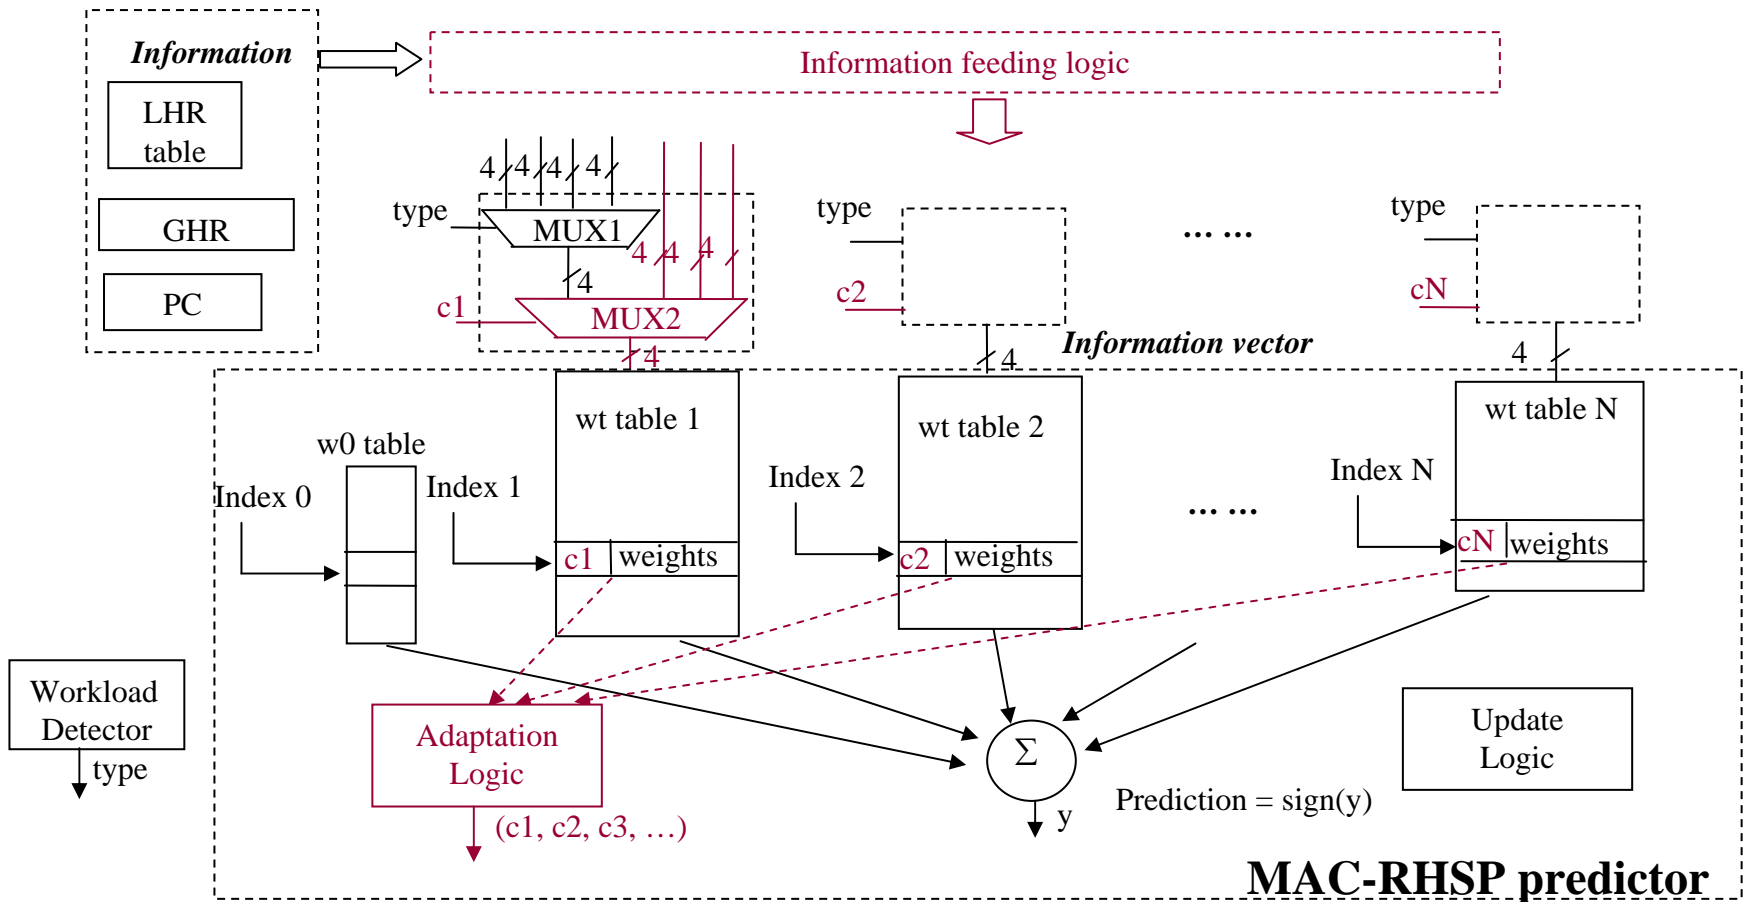 Information
LHR
table
GHR
PC
Information feeding logic
4 4 4 4
type
MUX1
4 4 4
4
c1
MUX2
4
type
c2
4
... ...
type
cN
4
Information vector
w0 table
Index 0
wt table 1
Index 1
c1 weights
wt table 2
Index 2
c2 weights
... ...
wt table N
Index N
cN weights
Workload
Detector
type
Adaptation
Logic
(c1, c2, c3, …)
Σ
y
Prediction = sign(y)
Update
Logic
MAC-RHSP predictor